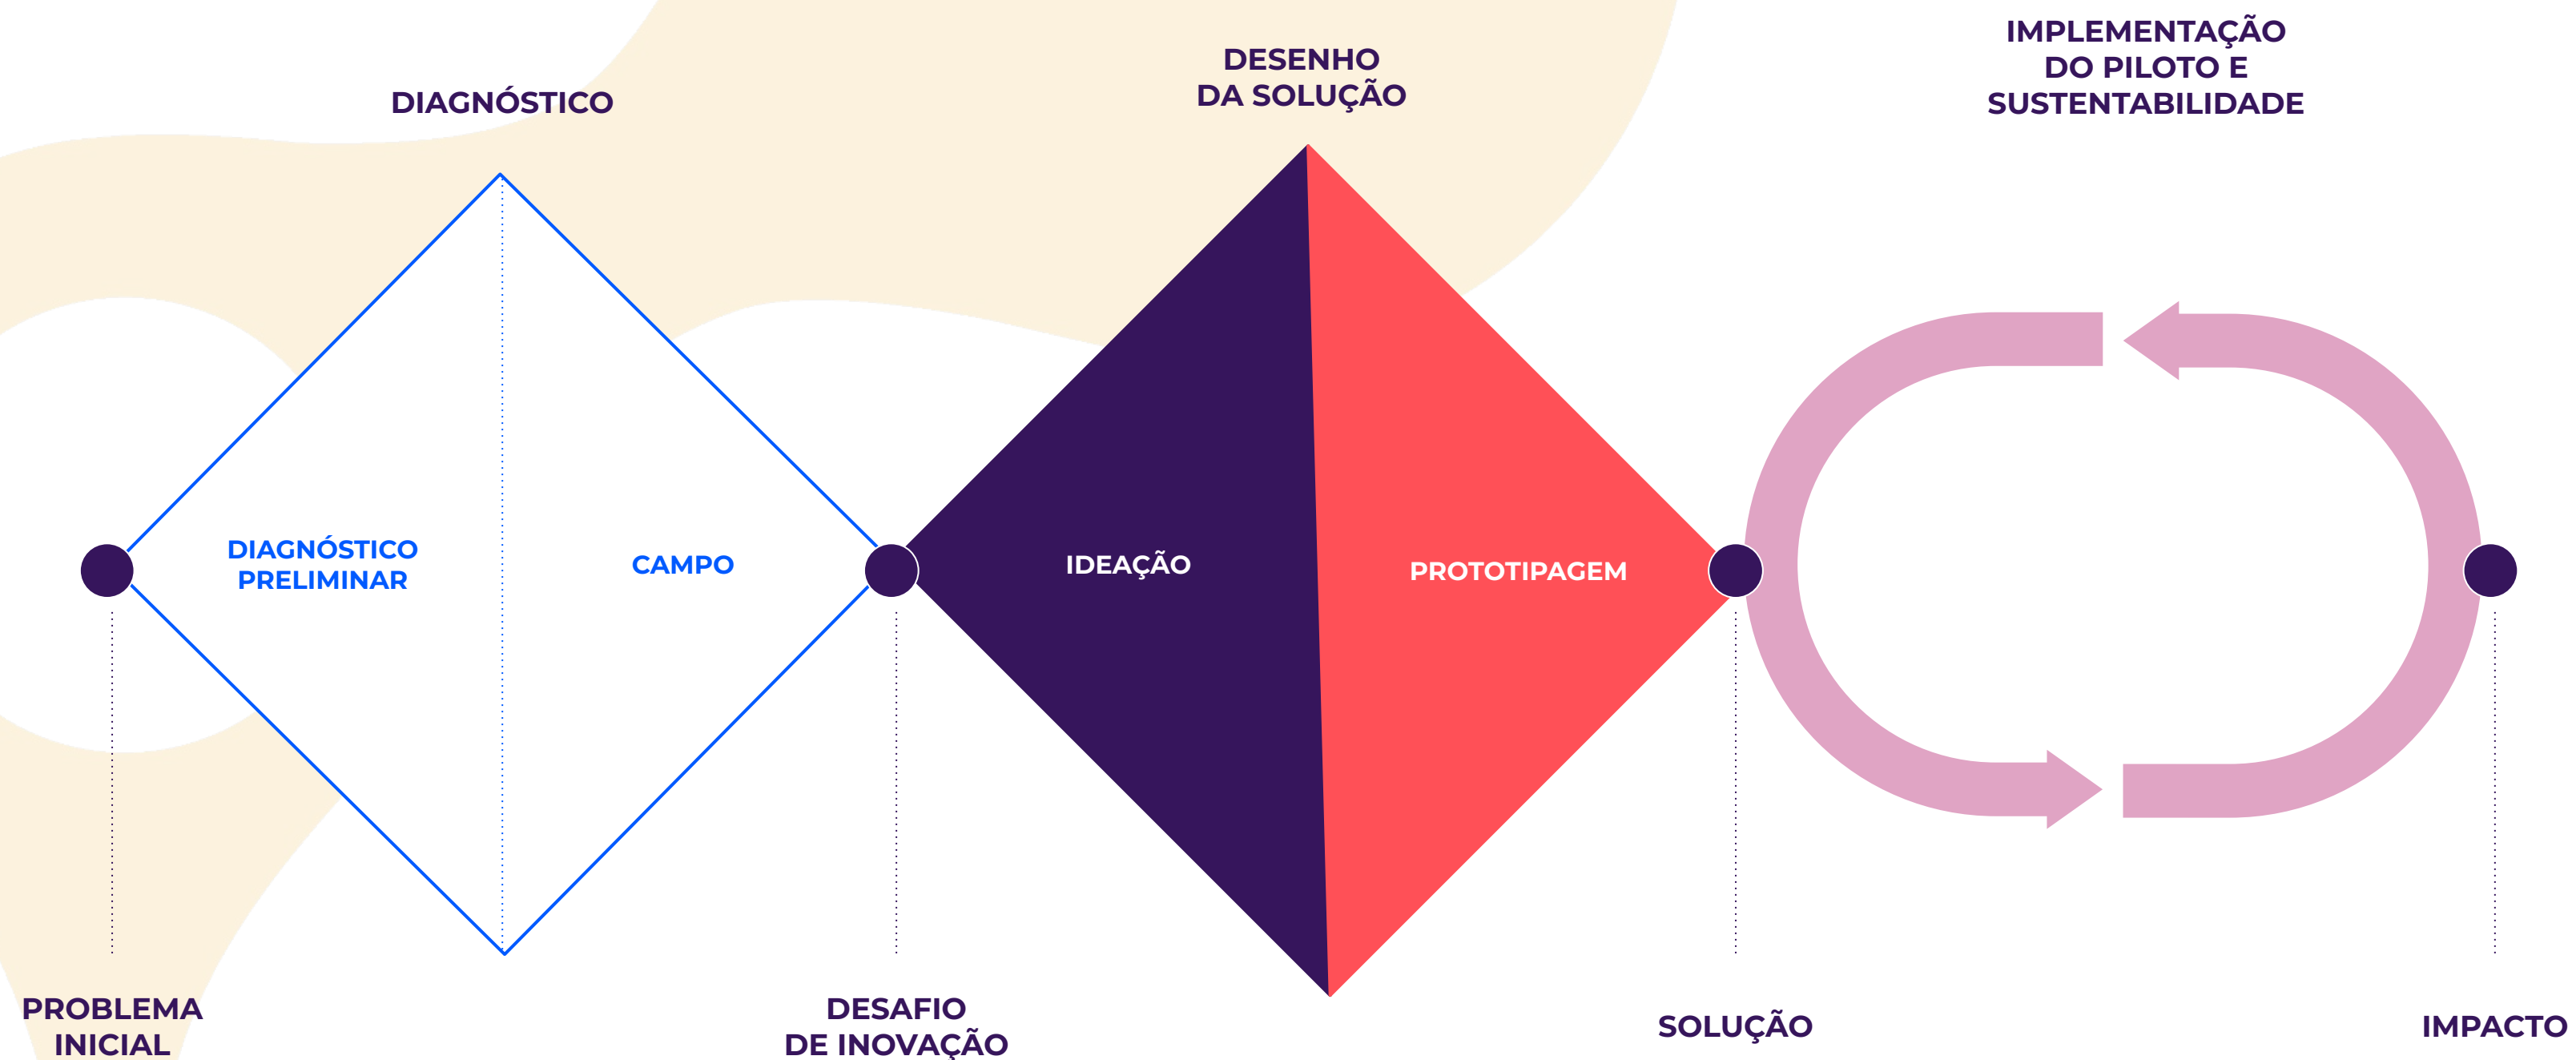 DIAGNÓSTICO
DESENHO
DA SOLUÇÃO
IMPLEMENTAÇÃO
DO PILOTO E
SUSTENTABILIDADE
DIAGNÓSTICO
PRELIMINAR
CAMPO
IDEAÇÃO
PROTOTIPAGEM
PROBLEMA
INICIAL
DESAFIO
DE INOVAÇÃO
SOLUÇÃO
IMPACTO